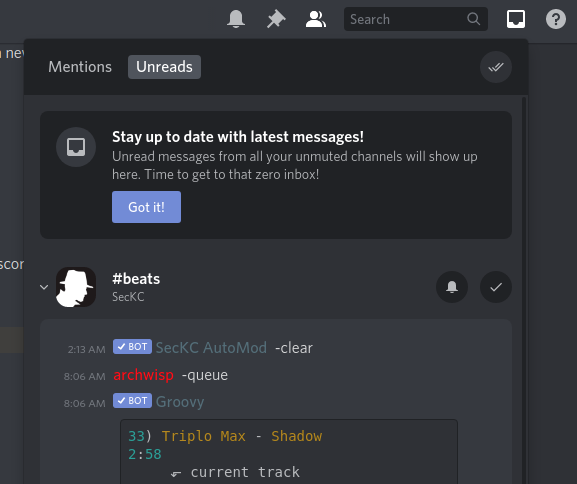 Search
n nev
Mentions Unreads
Stay up to date with latest messages!
Unread messages from all your unmuted channels will show up
here. Time to get to that zero inbox!
Got it!
scor
#beats
SecKC
2:13 AM BOT SecKC AutoMod -clear
8:06 AM archwisp -queue
8:06 AM BOT Groovy
33) Triplo Max - Shadow
2:58
⬐ current track